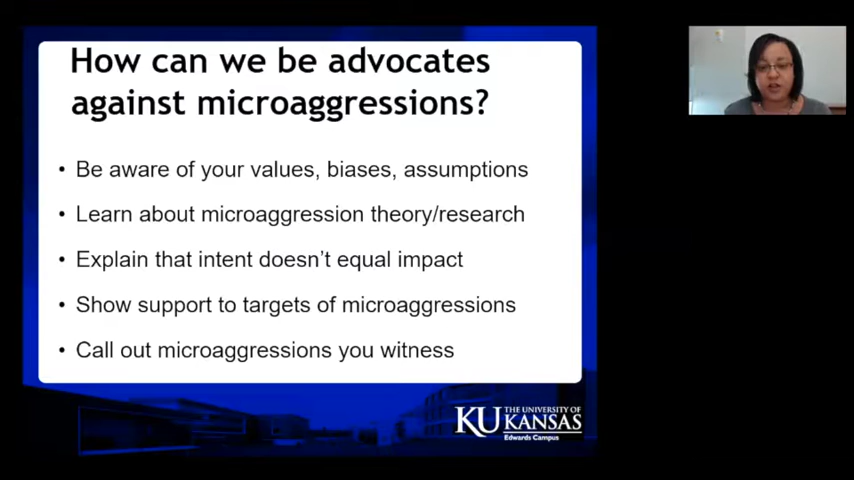 How can we be advocates
against microaggressions?
• Be aware of your values, biases, assumptions
• Learn about microaggression theory/research
• Explain that intent doesn't equal impact
• Show support to targets of microaggressions
• Call out microaggressions you witness
KU THE UNIVERSITY OF
KANSAS
Edwards Campus